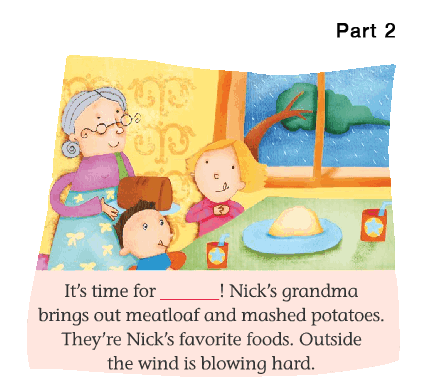 Part 2
It's time for ______! Nick's grandma
brings out meatloaf and mashed potatoes.
They're Nick's favorite foods. Outside
the wind is blowing hard.